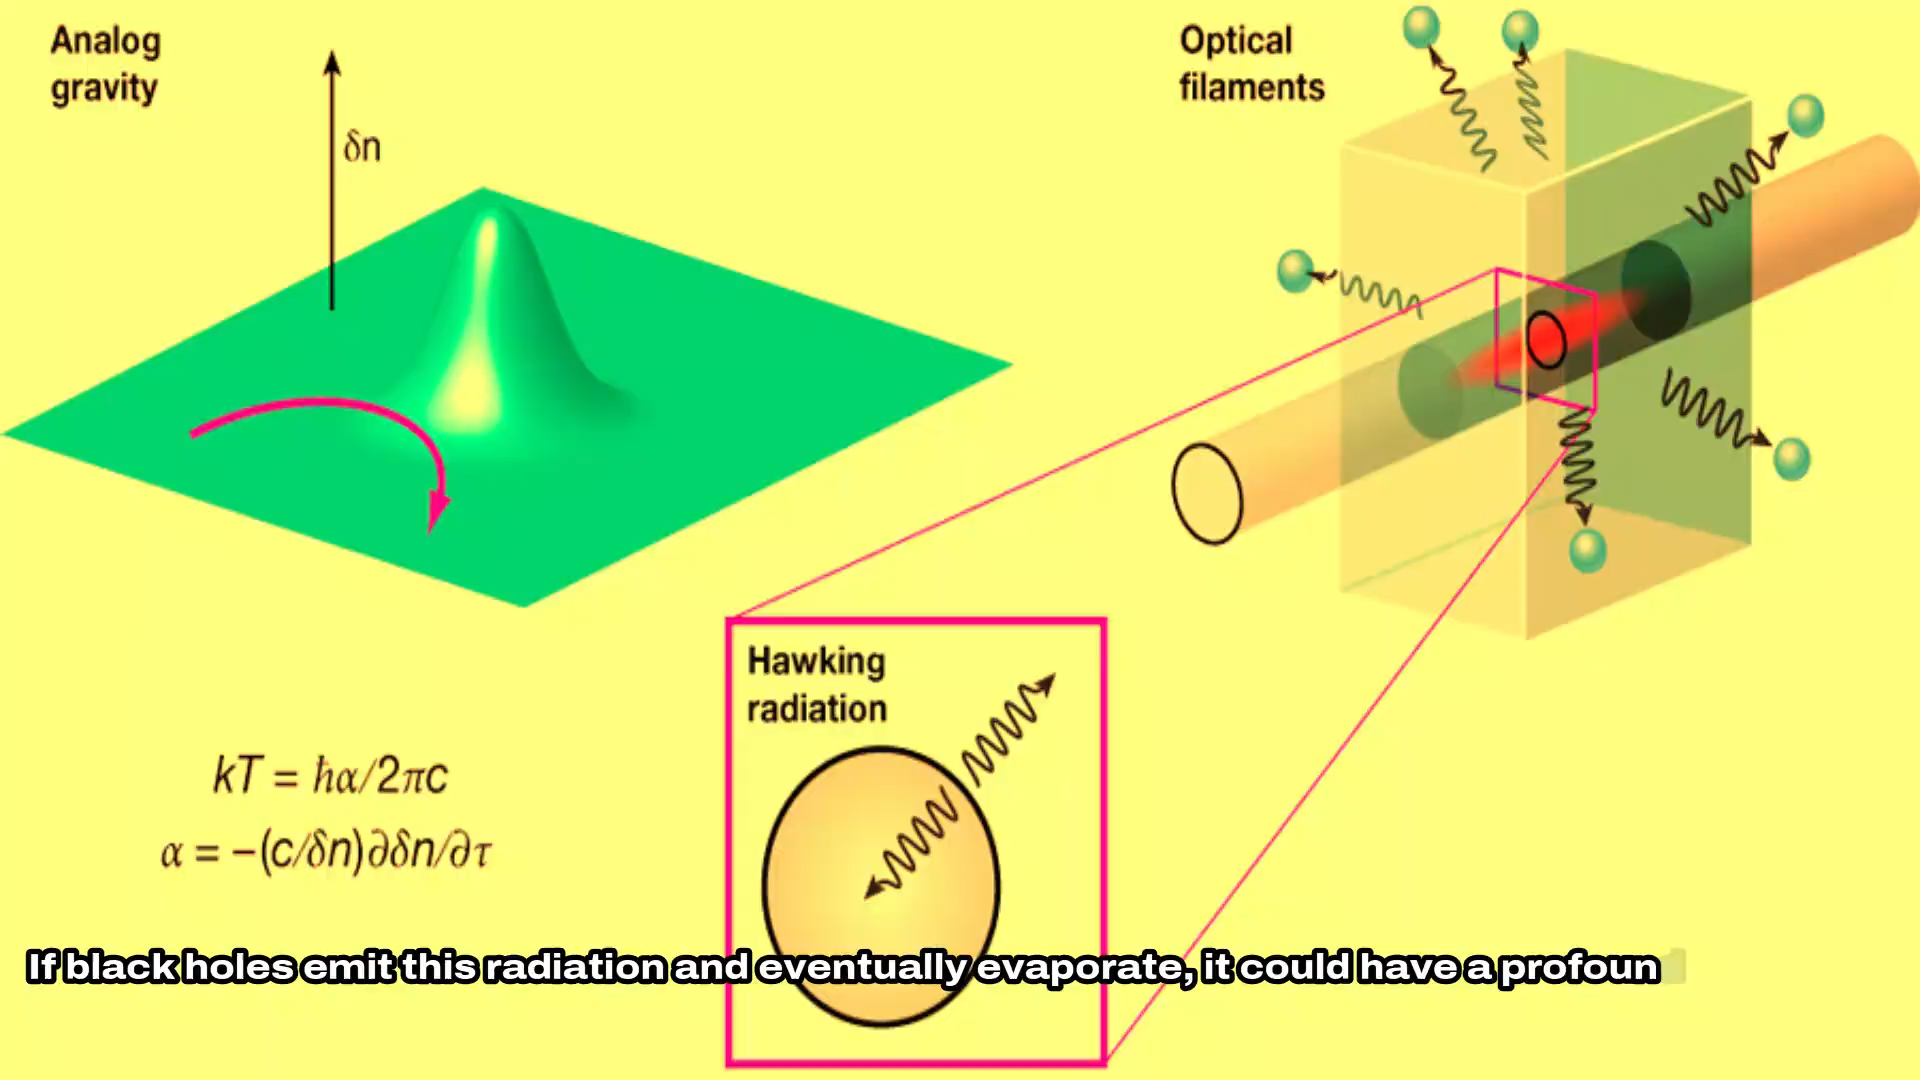 Analog
gravity
δn
Optical
filaments
Hawking
radiation
kT = ħα/2πc
α = −(c/δn)∂δn/∂τ
If black holes emit this radiation and eventually evaporate, it could have a profoun